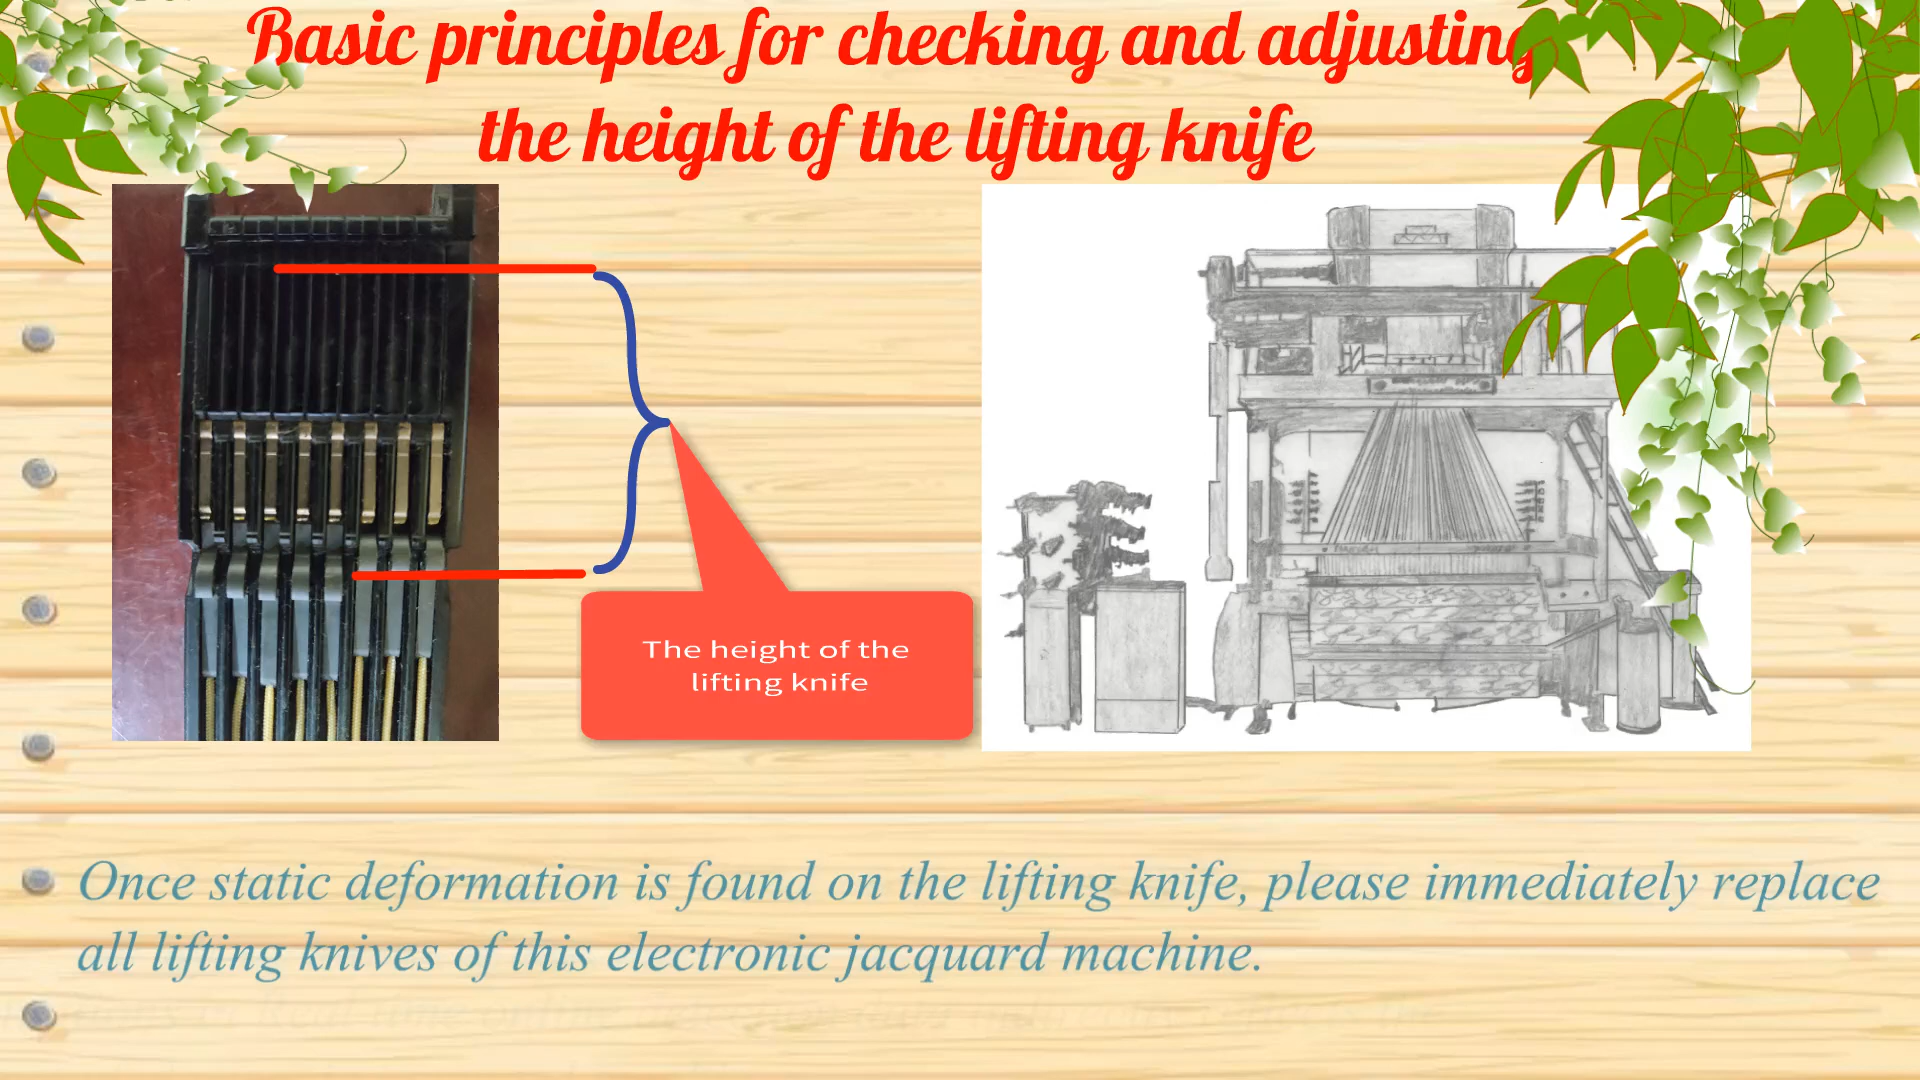 Basic principles for checking and adjusting
the height of the lifting knife
The height of the
lifting knife
Once static deformation is found on the lifting knife, please immediately replace
all lifting knives of this electronic jacquard machine.